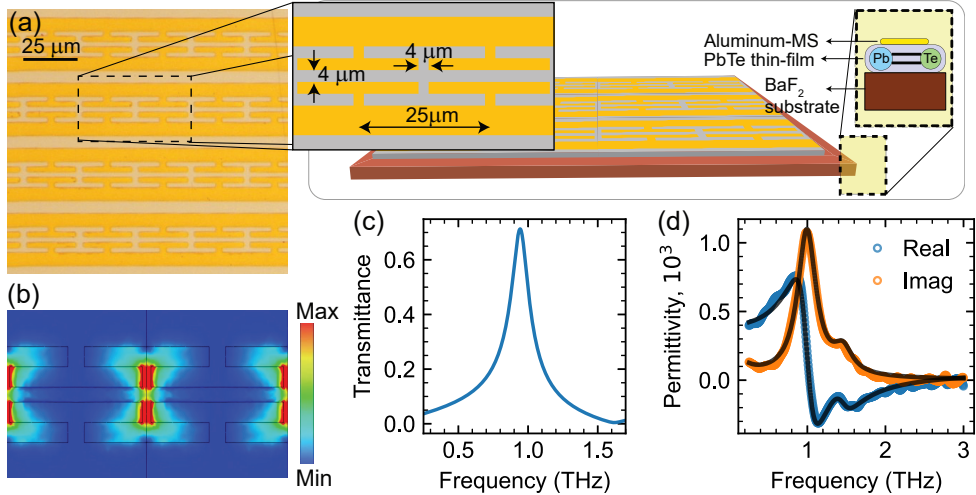 (a)
25 μm
4 μm
4 μm
25μm
Aluminum-MS
PbTe thin-film
Pb
Te
BaF2
substrate
(b)
Max
Min
(c)
Transmittance
0.6
0.4
0.2
0.0
0.5
1.0
1.5
Frequency (THz)
(d)
Permittivity, 10^3
1.0
0.5
0.0
Real
Imag
1
2
3
Frequency (THz)